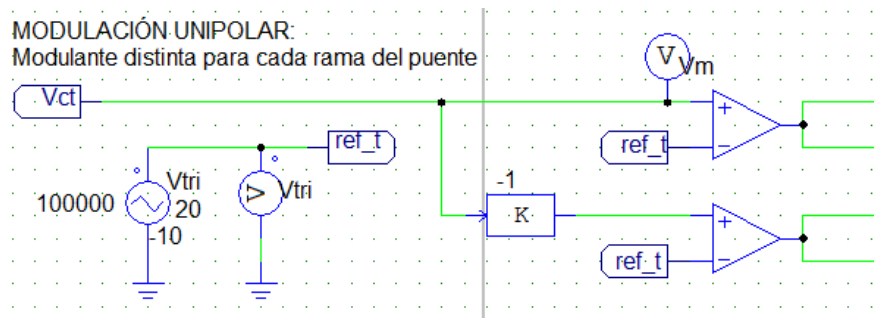 MODULACIÓN UNIPOLAR:
Modulante distinta para cada rama del puente
V
Vm
Vct
+
-
ref_t
ref_t
-1
Vtri
100000
20
-10
V
Vtri
K
+
-
ref_t